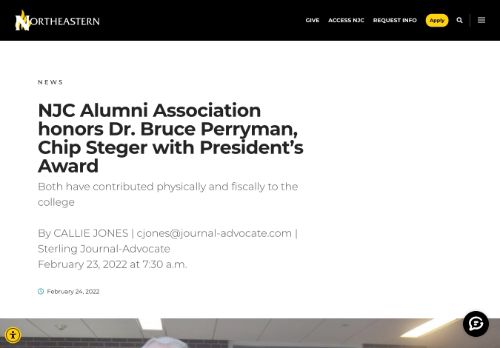 NORTHEASTERN
GIVE ACCESS NJC REQUEST INFO Apply
NEWS
NJC Alumni Association
honors Dr. Bruce Perryman,
Chip Steger with President’s
Award
Both have contributed physically and fiscally to the
college
By CALLIE JONES | cjones@journal-advocate.com |
Sterling Journal-Advocate
February 23, 2022 at 7:30 a.m.
February 24, 2022